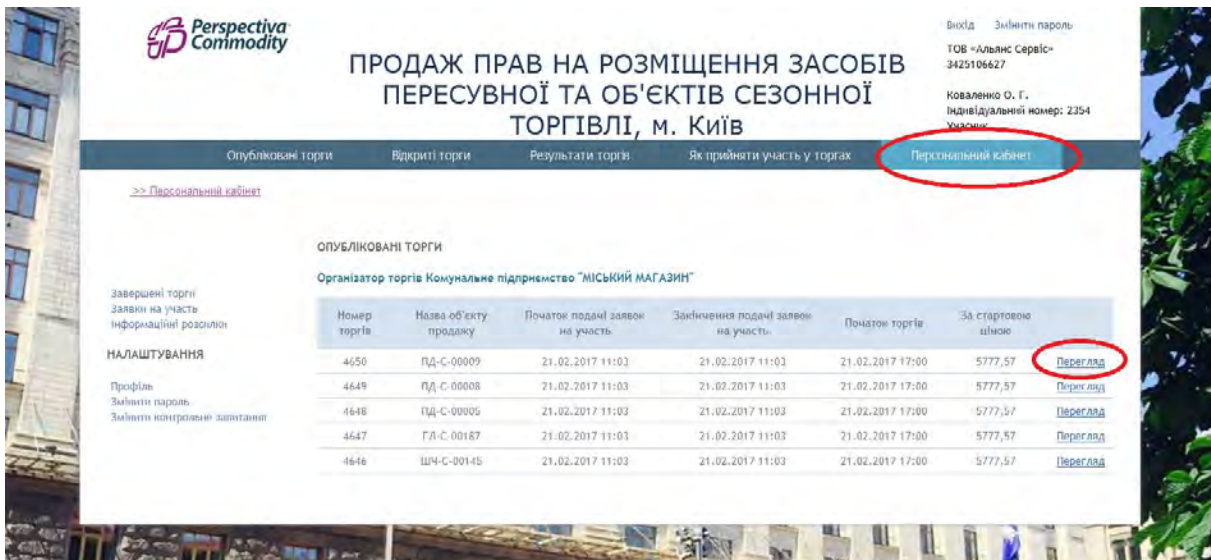 Perspectiva
Commodity
Вихід Змінити пароль
ТОВ «Альянс Сервіс»
3425106627
Коваленко О. Г.
Індивідуальний номер: 2354
Учасник
ПРОДАЖ ПРАВ НА РОЗМІЩЕННЯ ЗАСОБІВ
ПЕРЕСУВНОЇ ТА ОБ'ЄКТІВ СЕЗОННОЇ
ТОРГІВЛІ, м. Київ
Опубліковані торги Відкриті торги Результати торгів Як прийняти участь у торгах Персональний кабінет
>> Персональний кабінет
ОПУБЛІКОВАНІ ТОРГИ
Організатор торгів Комунальне підприємство "МІСЬКИЙ МАГАЗИН"
Завершені торги
Заявки на участь
Інформаційні розсилки
НАЛАШТУВАННЯ
Профіль
Змінити пароль
Змінити контрольне запитання
Номер торгів Назва об'єкту продажу Початок подачі заявок на участь Закінчення подачі заявок на участь Початок торгів За стартовою ціною
4650 ПД-С-00009 21.02.2017 11:03 21.02.2017 11:03 21.02.2017 17:00 5777,57 Перегляд
4649 ПД-С-00008 21.02.2017 11:03 21.02.2017 11:03 21.02.2017 17:00 5777,57 Перегляд
4648 ПД-С-00005 21.02.2017 11:03 21.02.2017 11:03 21.02.2017 17:00 5777,57 Перегляд
4647 ГЛ-С-00187 21.02.2017 11:03 21.02.2017 11:03 21.02.2017 17:00 5777,57 Перегляд
4646 ШЧ-С-00145 21.02.2017 11:03 21.02.2017 11:03 21.02.2017 17:00 5777,57 Перегляд